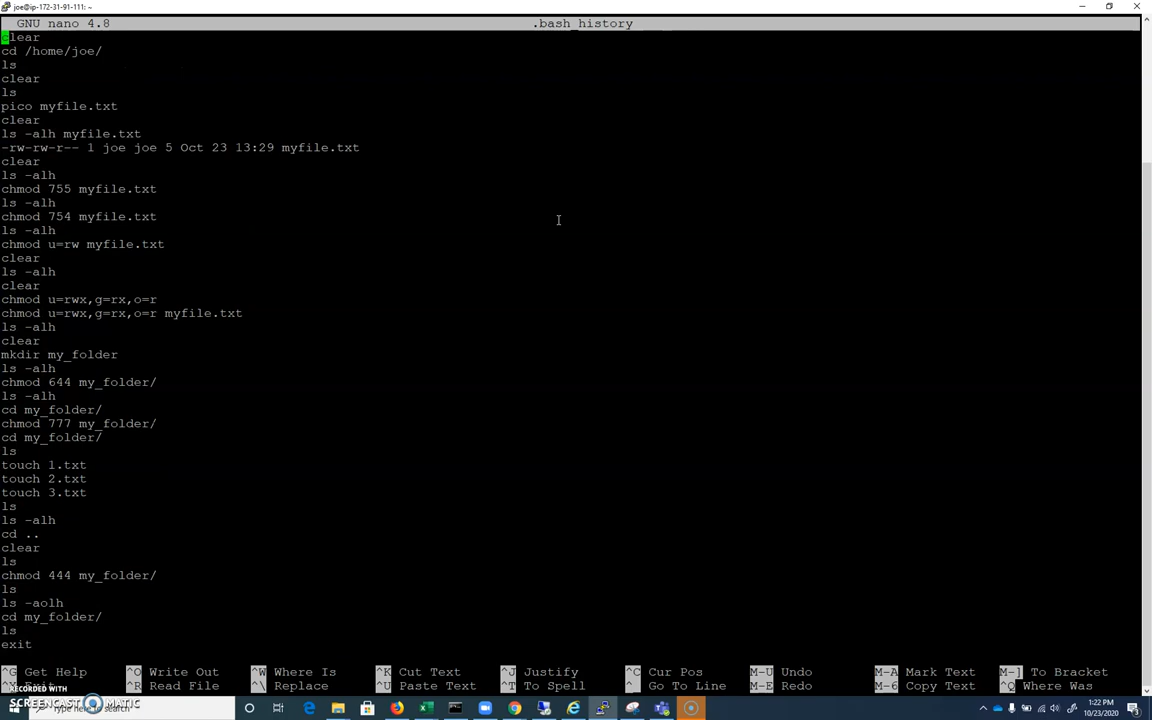 joe@ip-172-31-91-111: ~
GNU nano 4.8 .bash_history
clear
cd /home/joe/
ls
clear
ls
pico myfile.txt
clear
ls -alh myfile.txt
-rw-rw-r-- 1 joe joe 5 Oct 23 13:29 myfile.txt
clear
ls -alh
chmod 755 myfile.txt
ls -alh
chmod 754 myfile.txt
ls -alh
chmod u=rw myfile.txt
clear
ls -alh
clear
chmod u=rwx,g=rx,o=r
chmod u=rwx,g=rx,o=r myfile.txt
ls -alh
clear
mkdir my_folder
ls -alh
chmod 644 my_folder/
ls -alh
cd my_folder/
chmod 777 my_folder/
cd my_folder/
ls
touch 1.txt
touch 2.txt
touch 3.txt
ls
ls -alh
cd ..
clear
ls
chmod 444 my_folder/
ls
ls -aolh
cd my_folder/
ls
exit
^G Get Help ^O Write Out ^W Where Is ^K Cut Text ^J Justify ^C Cur Pos M-U Undo M-A Mark Text M-] To Bracket
^X Exit ^R Read File ^\ Replace ^U Paste Text ^T To Spell ^_ Go To Line M-E Redo M-6 Copy Text ^Q Where Was
RECORDED WITH
SCREENCAST MATIC
Type here to search
1:22 PM
10/23/2020